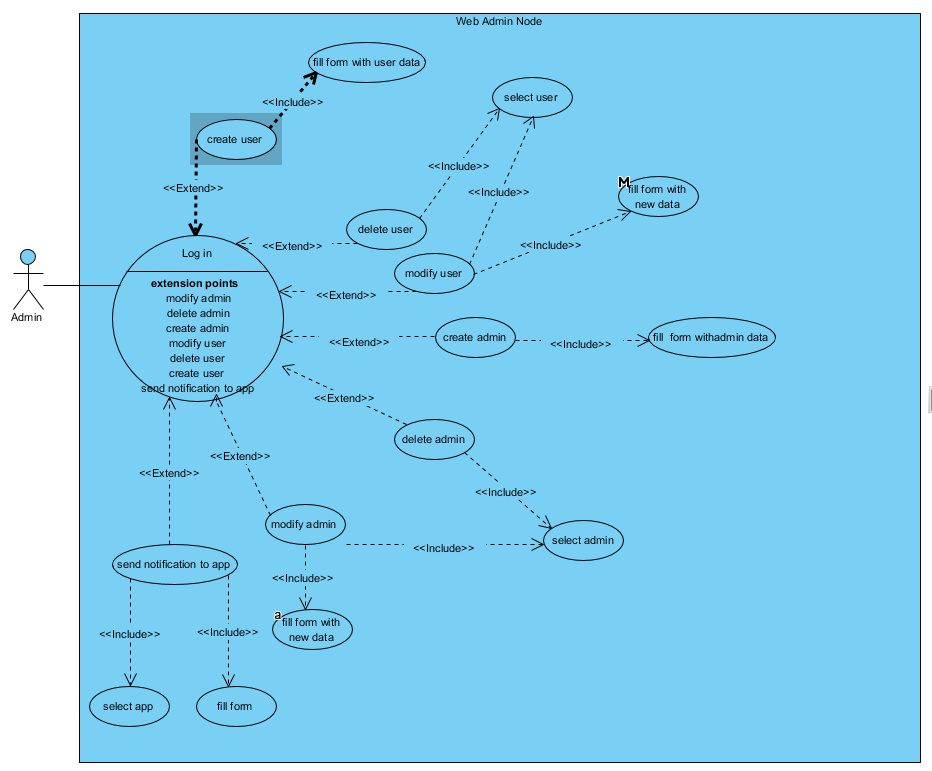 Web Admin Node
fill form with user data
<<Include>>
select user
create user
<<Include>>
<<Extend>>
<<Include>>
M
fill form with
new data
delete user
<<Extend>>
<<Include>>
Log in
modify user
extension points
modify admin
delete admin
create admin
modify user
delete user
create user
send notification to app
Admin
<<Extend>>
<<Extend>>
create admin
<<Include>>
fill  form withadmin data
<<Extend>>
delete admin
<<Extend>>
<<Extend>>
<<Include>>
modify admin
<<Include>>
select admin
send notification to app
<<Include>>
a
fill form with
new data
<<Include>>
<<Include>>
select app
fill form